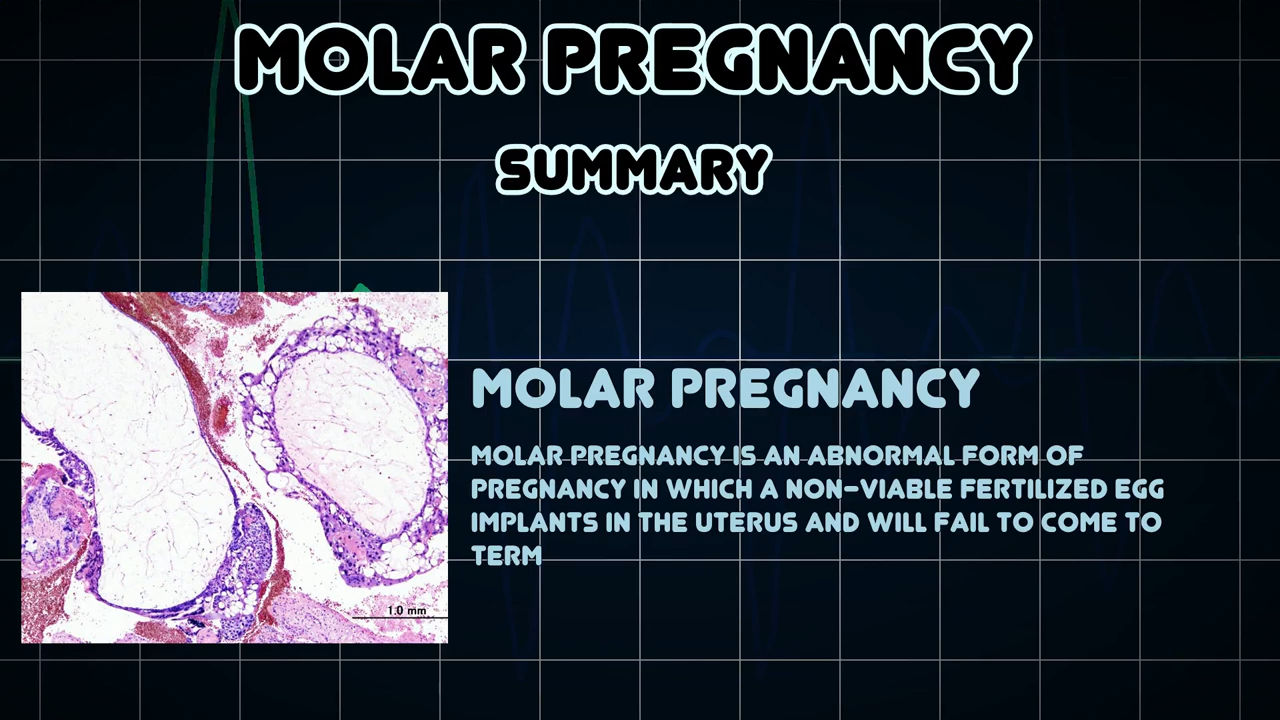 MOLAR PREGNANCY
SUMMARY
MOLAR PREGNANCY
MOLAR PREGNANCY IS AN ABNORMAL FORM OF
PREGNANCY IN WHICH A NON-VIABLE FERTILIZED EGG
IMPLANTS IN THE UTERUS AND WILL FAIL TO COME TO
TERM
1.0 mm